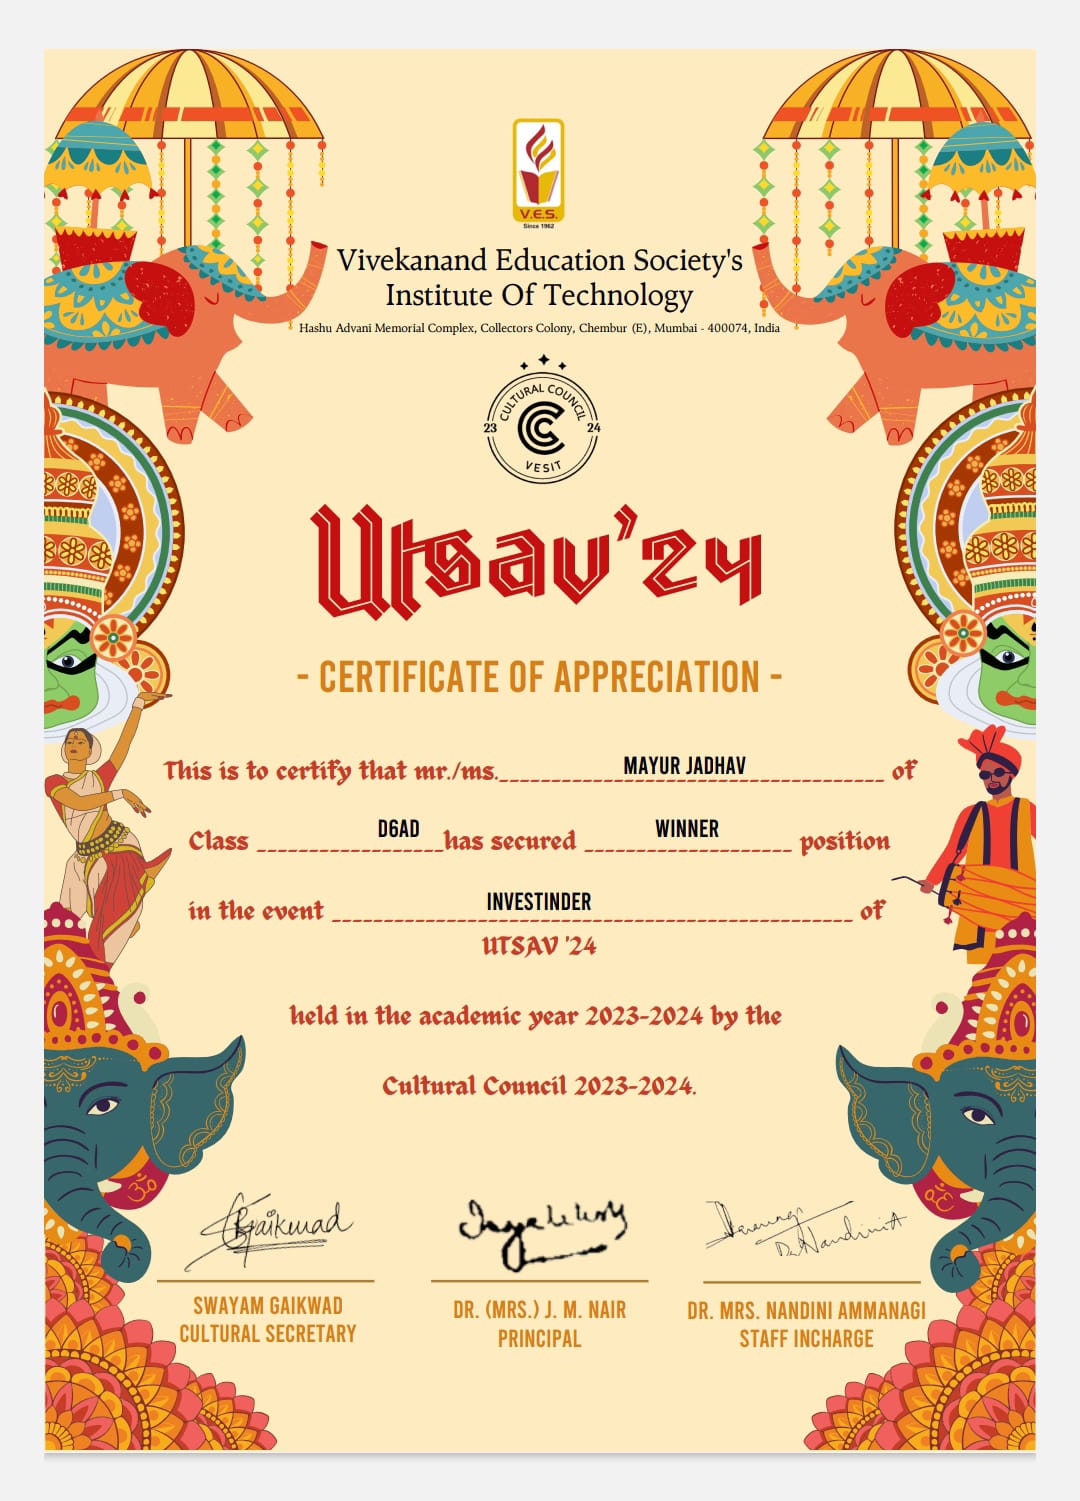 V.E.S.
Since 1962
Vivekanand Education Society's
Institute Of Technology
Hashu Advani Memorial Complex, Collectors Colony, Chembur (E), Mumbai - 400074, India
CULTURAL COUNCIL
23 24
VESIT
Utsav'24
- CERTIFICATE OF APPRECIATION -
This is to certify that mr./ms. MAYUR JADHAV of
Class D6AD has secured WINNER position
in the event INVESTINDER of
UTSAV '24
held in the academic year 2023-2024 by the
Cultural Council 2023-2024.
SWAYAM GAIKWAD
CULTURAL SECRETARY
DR. (MRS.) J. M. NAIR
PRINCIPAL
DR. MRS. NANDINI AMMANAGI
STAFF INCHARGE